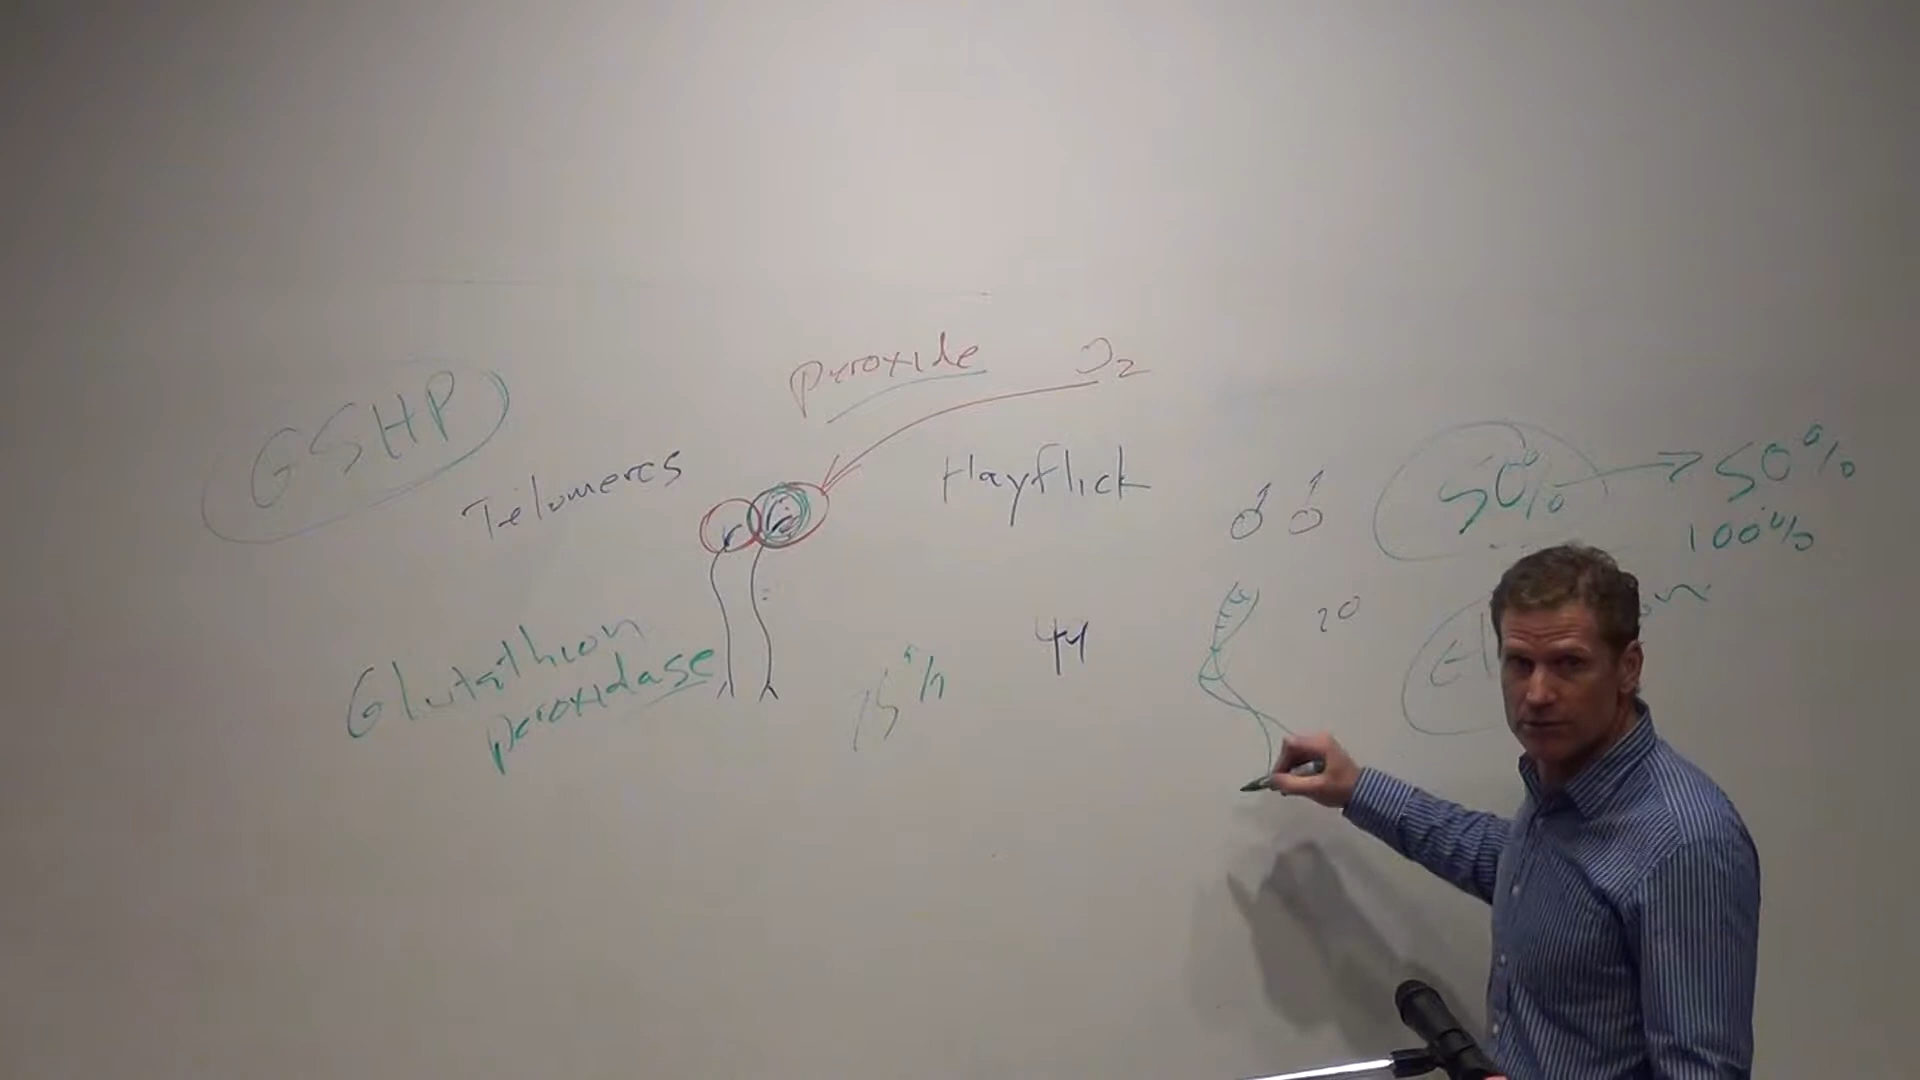 peroxide O2
GSHP
Telomeres
Hayflick
50% → 50%
100%
♂ ♂
20
Glutathion
peroxidase
44
15%